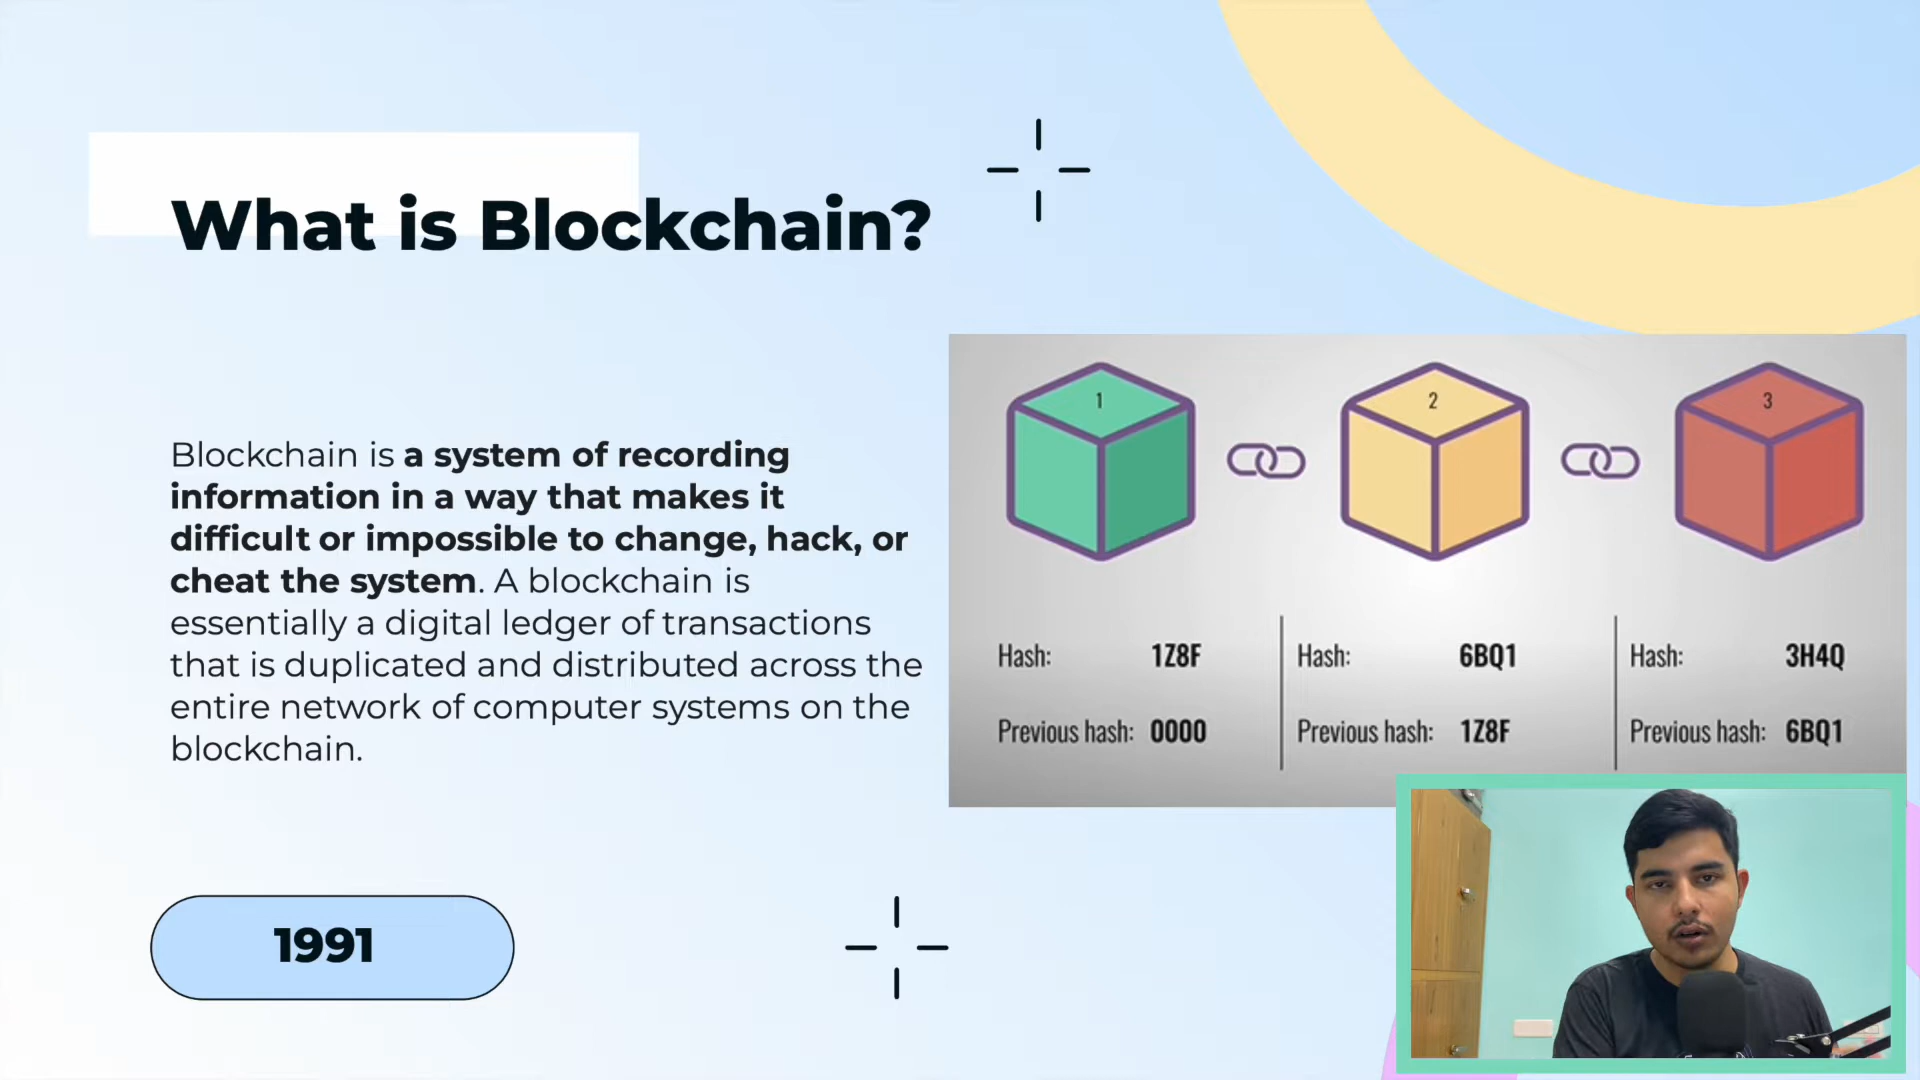 What is Blockchain?
Blockchain is a system of recording
information in a way that makes it
difficult or impossible to change, hack, or
cheat the system. A blockchain is
essentially a digital ledger of transactions
that is duplicated and distributed across the
entire network of computer systems on the
blockchain.
1991
1
2
3
Hash: 1Z8F
Previous hash: 0000
Hash: 6BQ1
Previous hash: 1Z8F
Hash: 3H4Q
Previous hash: 6BQ1